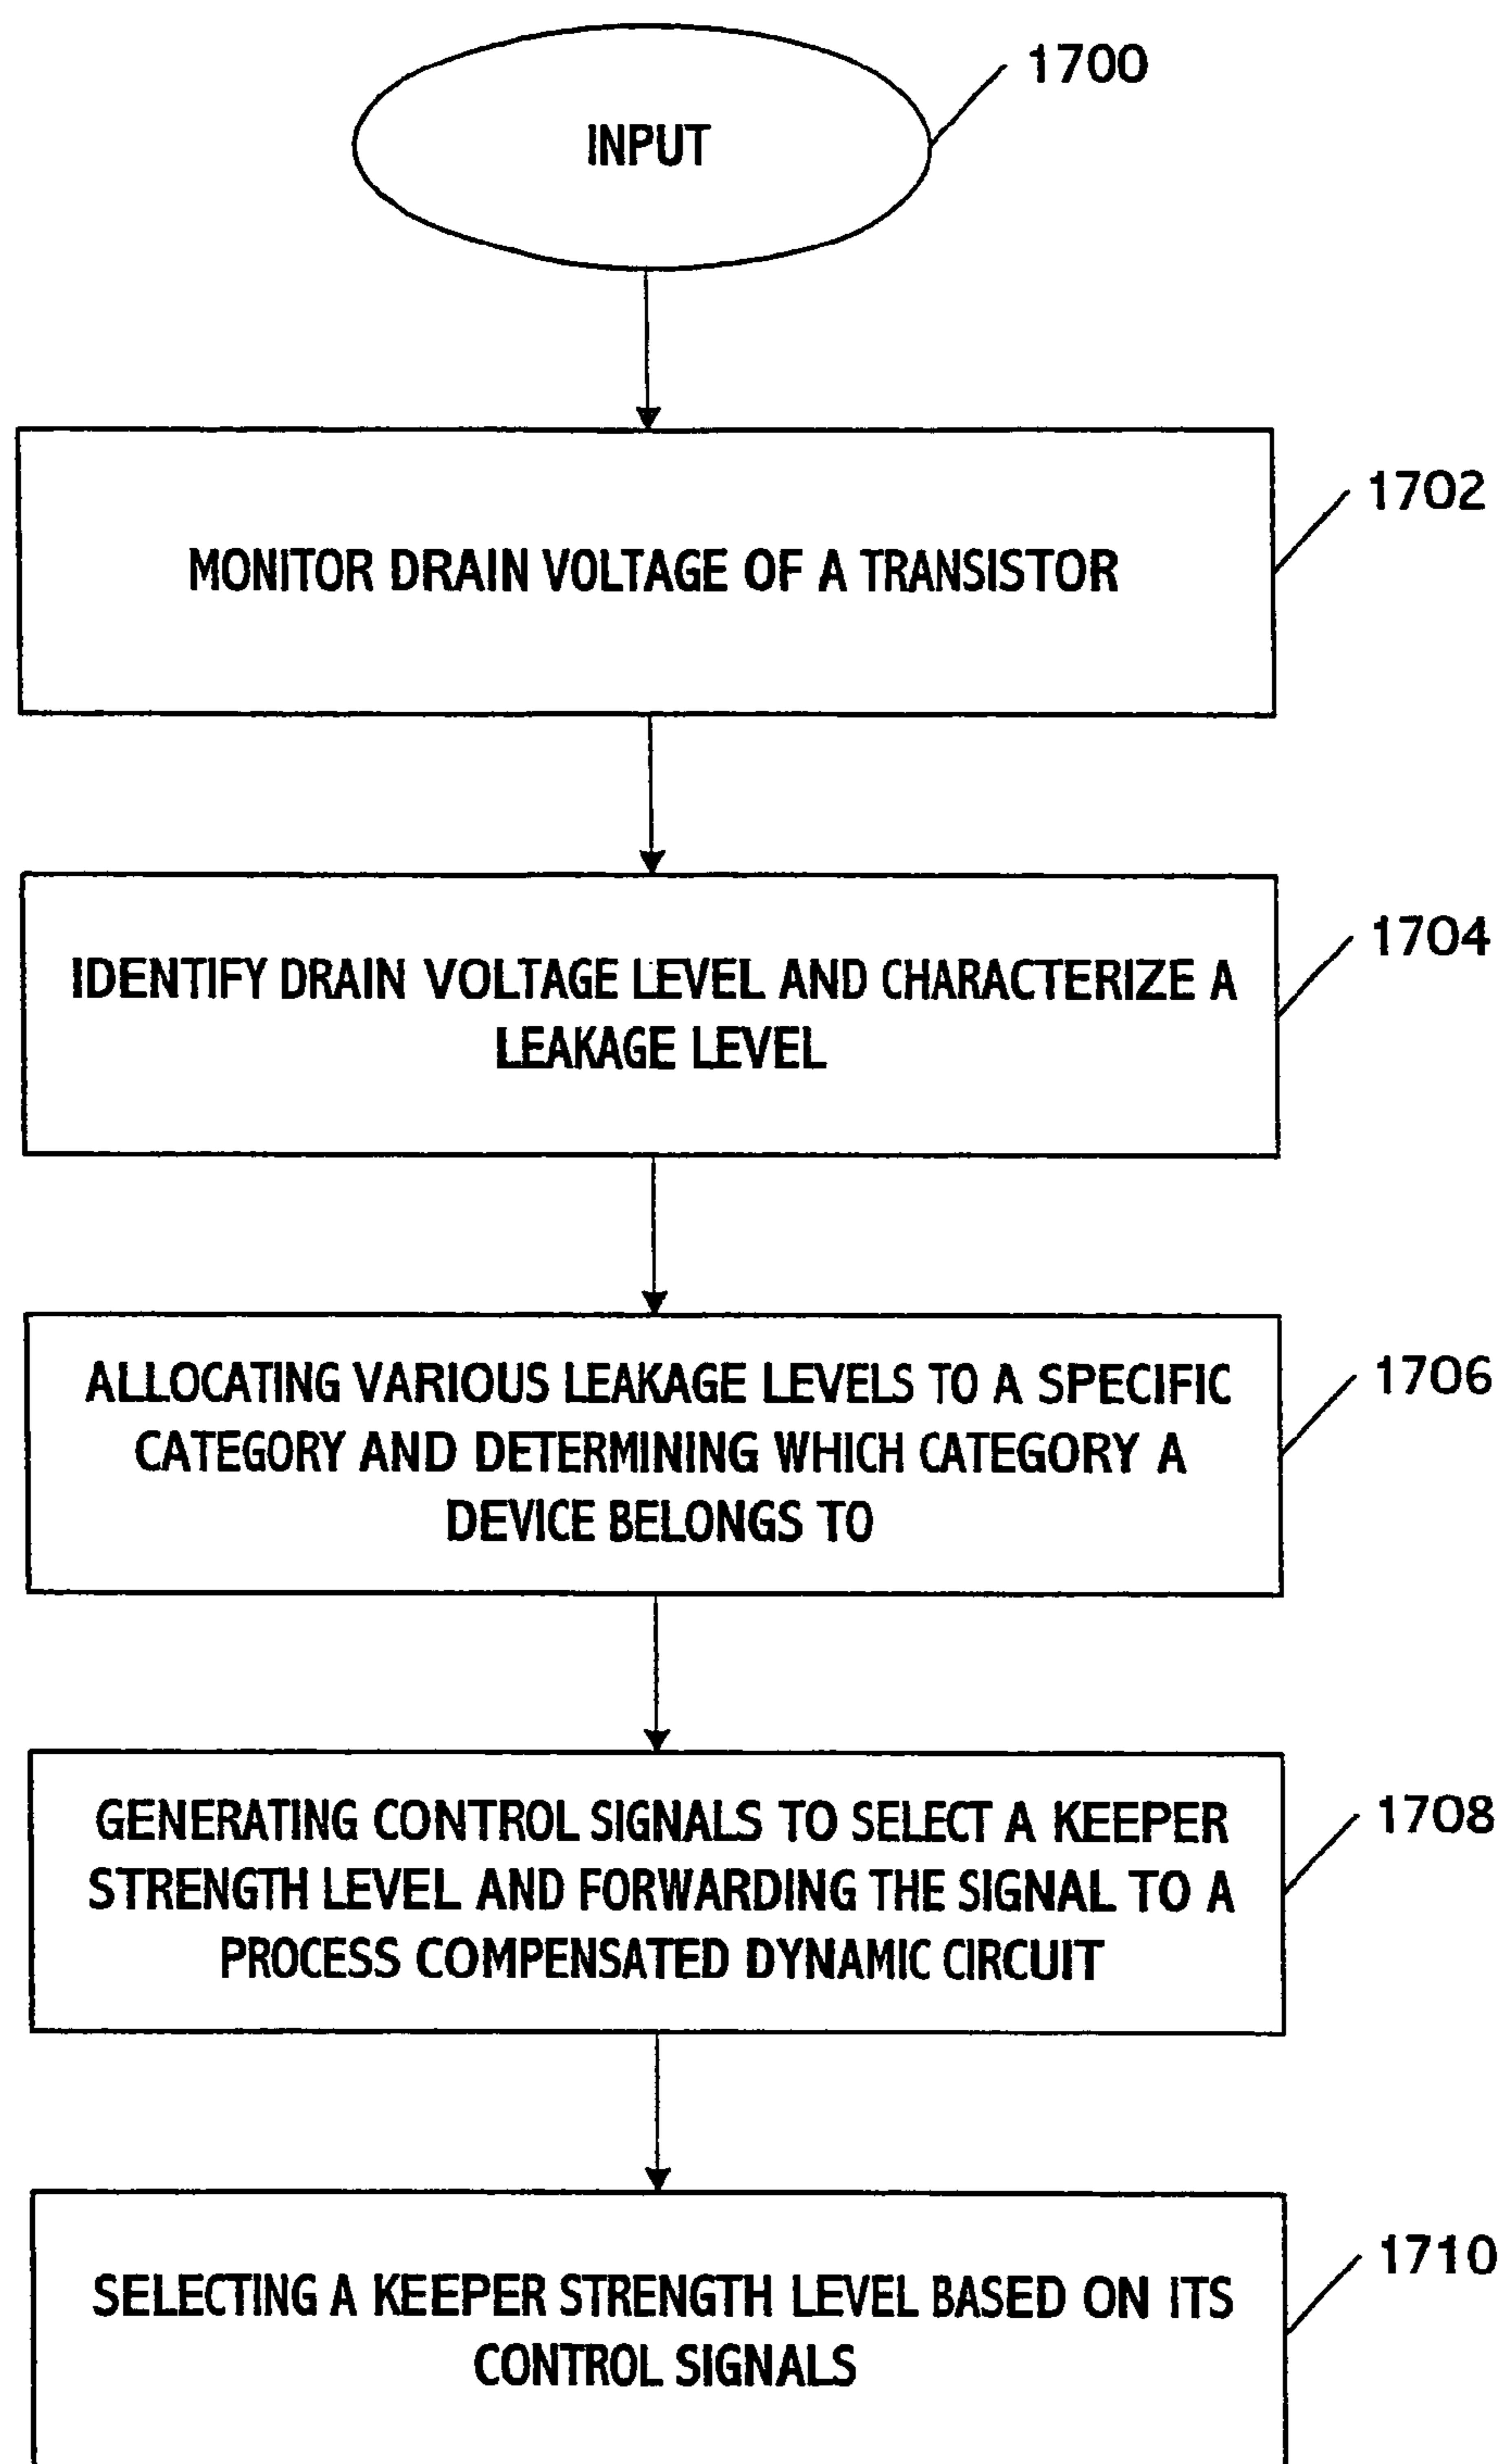 1700
INPUT
1702
MONITOR DRAIN VOLTAGE OF A TRANSISTOR
1704
IDENTIFY DRAIN VOLTAGE LEVEL AND CHARACTERIZE A
LEAKAGE LEVEL
1706
ALLOCATING VARIOUS LEAKAGE LEVELS TO A SPECIFIC
CATEGORY AND DETERMINING WHICH CATEGORY A
DEVICE BELONGS TO
1708
GENERATING CONTROL SIGNALS TO SELECT A KEEPER
STRENGTH LEVEL AND FORWARDING THE SIGNAL TO A
PROCESS COMPENSATED DYNAMIC CIRCUIT
1710
SELECTING A KEEPER STRENGTH LEVEL BASED ON ITS
CONTROL SIGNALS